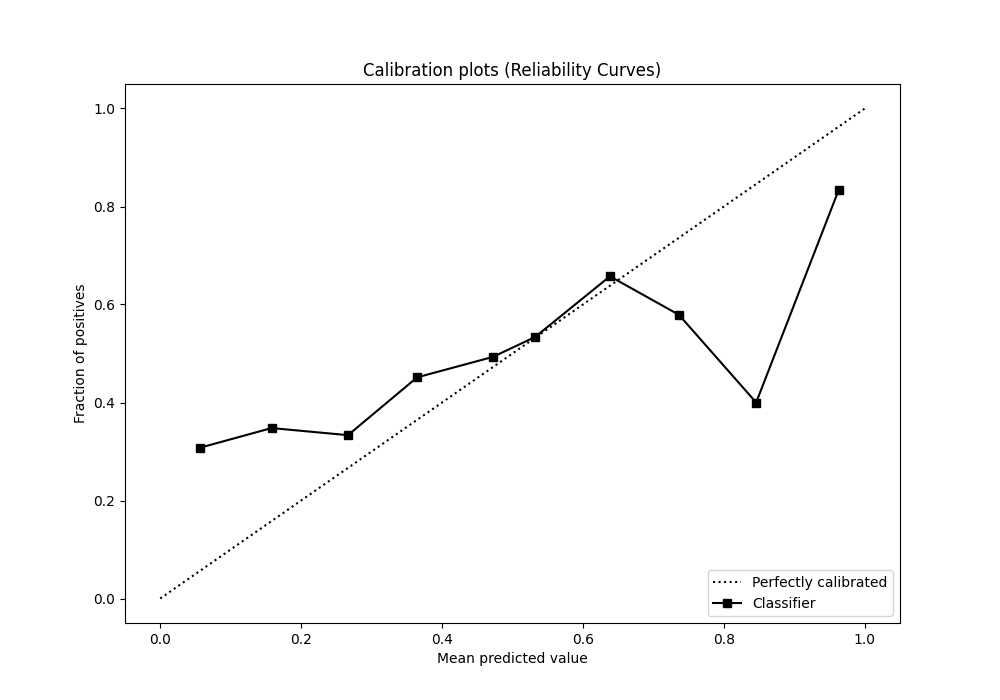 Calibration plots (Reliability Curves)
Fraction of positives
1.0
0.8
0.6
0.4
0.2
0.0
0.0 0.2 0.4 0.6 0.8 1.0
Mean predicted value
Perfectly calibrated
Classifier